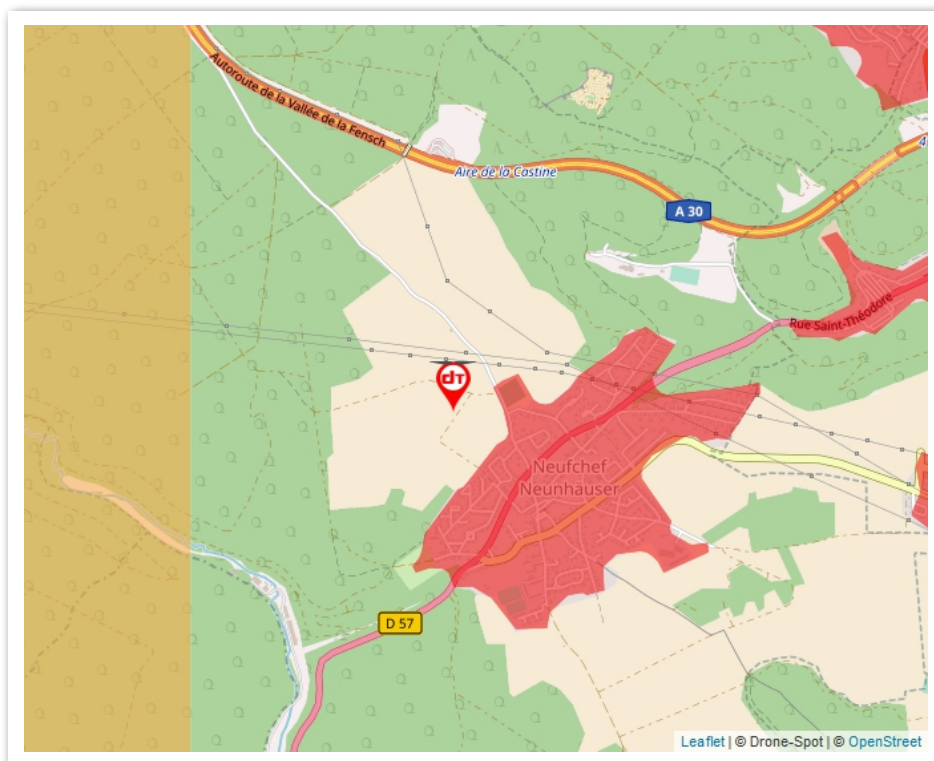 Autoroute de la Vallée de la Fensch
Aire de la Castine
A 30
4
Rue Saint-Théodore
dT
Neufchef
Neunhäuser
D 57
Leaflet | © Drone-Spot | © OpenStreet